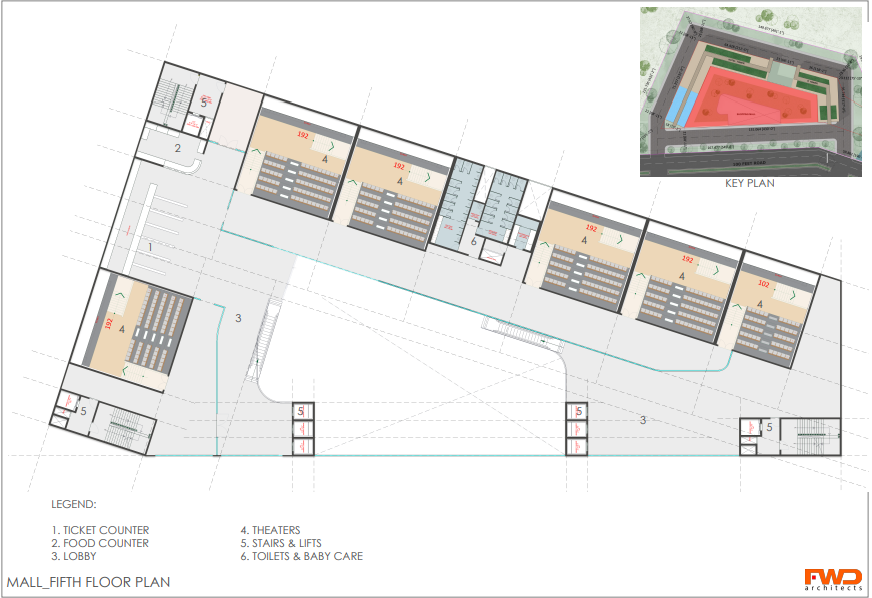 KEY PLAN
5
2
1
192
4
192
4
6
192
4
192
4
102
4
192
4
3
3
5
5
5
5
LEGEND:
1. TICKET COUNTER
2. FOOD COUNTER
3. LOBBY
4. THEATERS
5. STAIRS & LIFTS
6. TOILETS & BABY CARE
MALL_FIFTH FLOOR PLAN
FWD
architects